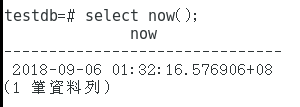 testdb=# select now();
now
-------------------------------
2018-09-06 01:32:16.576906+08
(1 筆資料列)